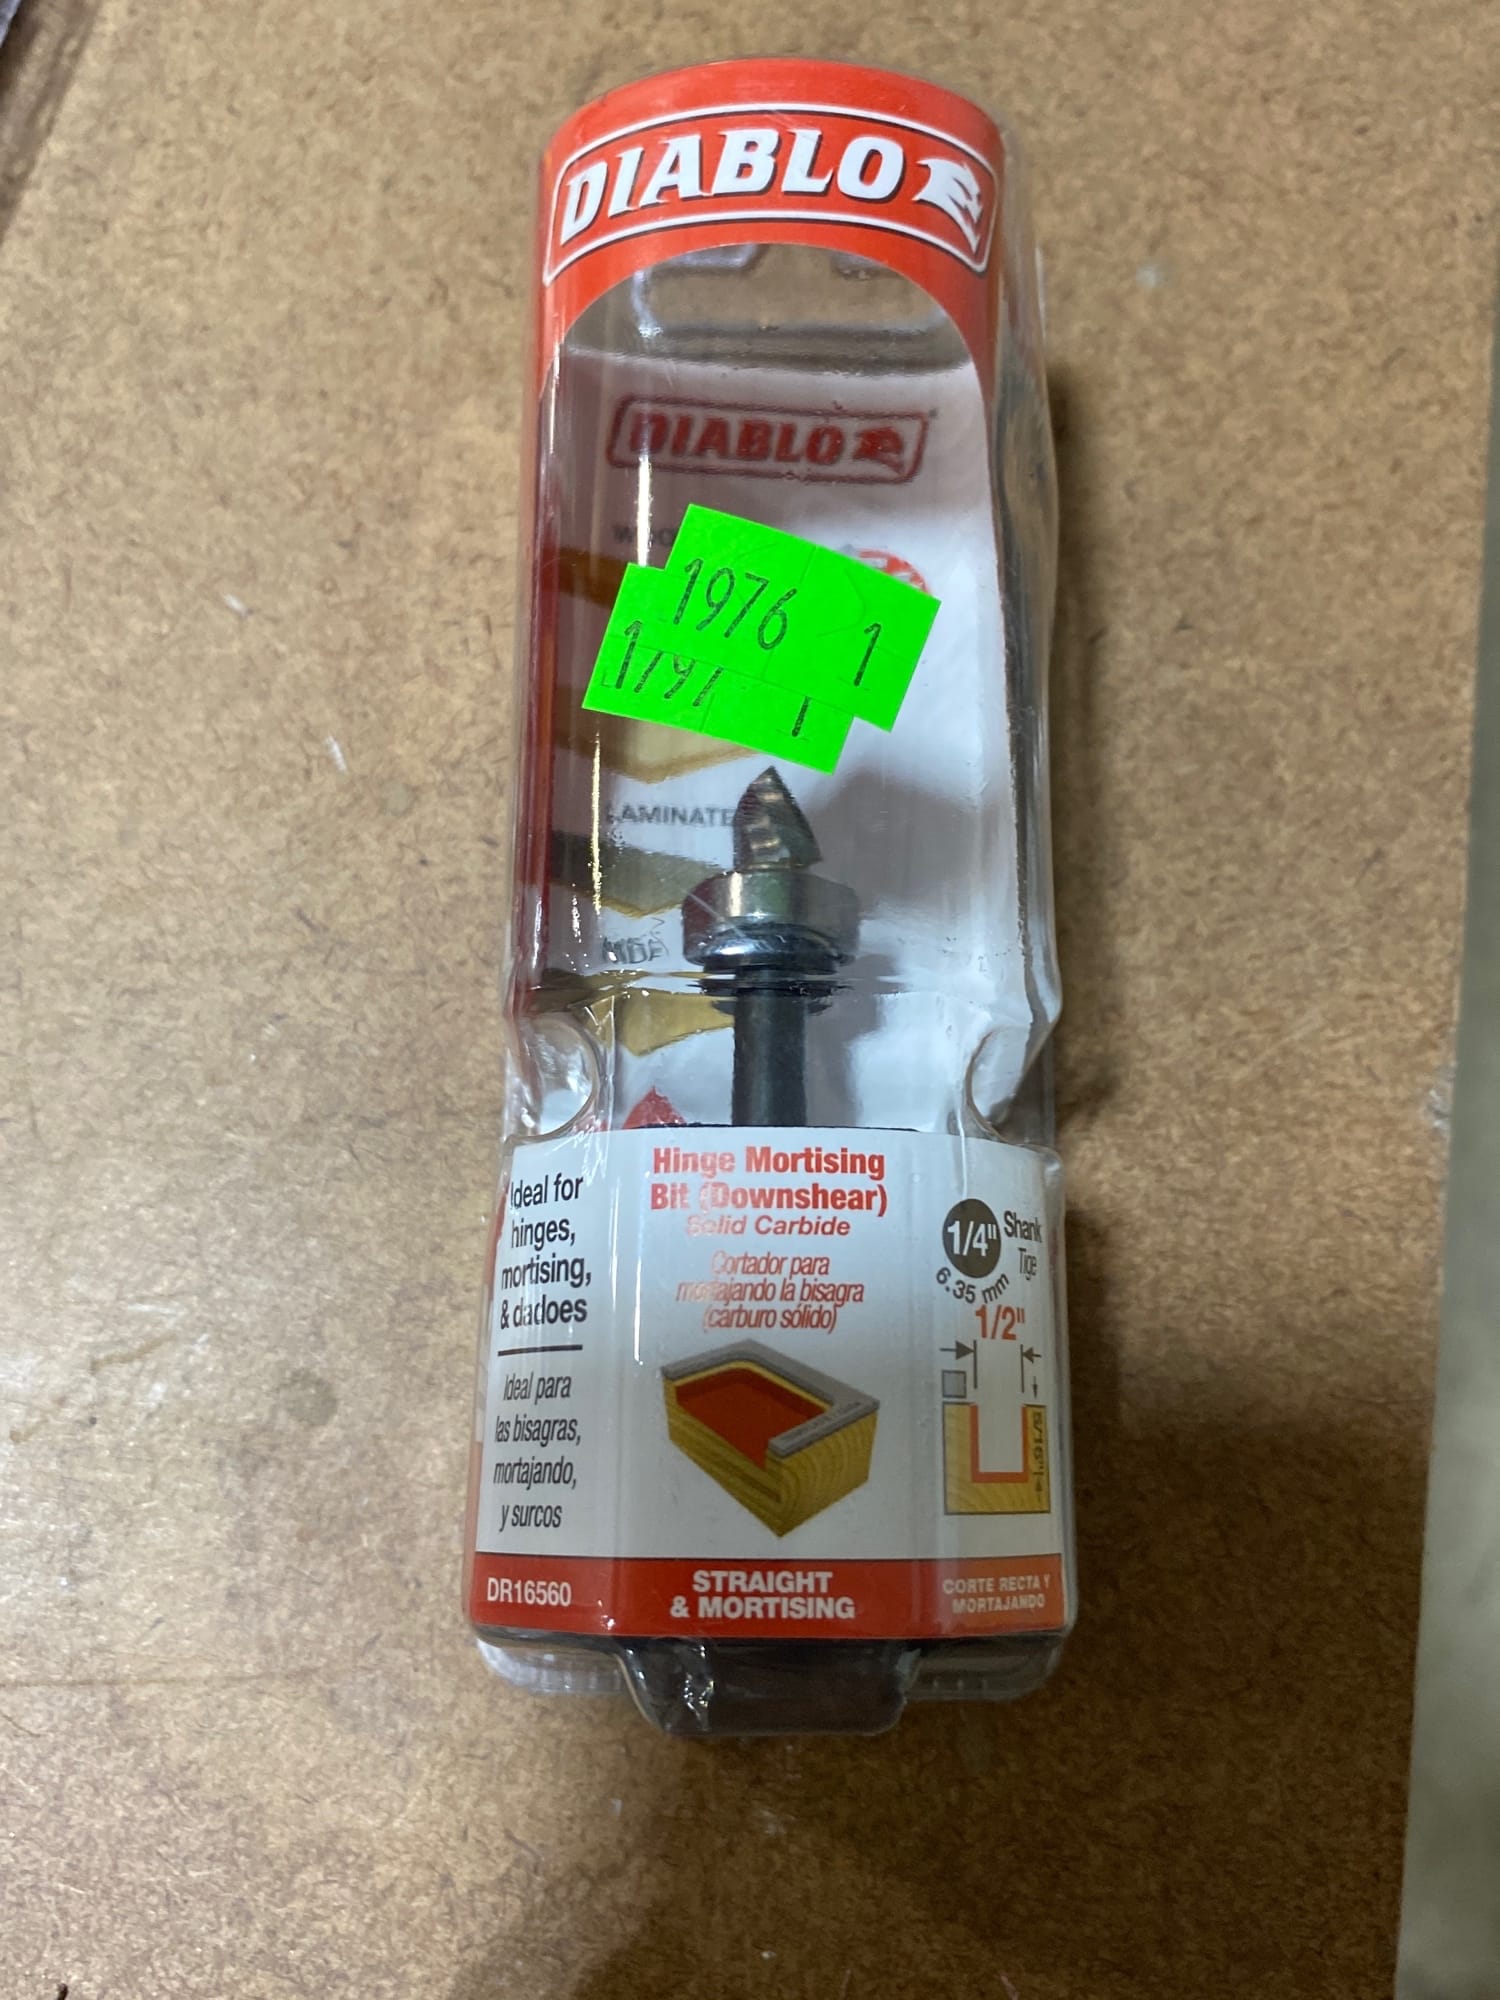 DIABLO
DIABLO
1976 1
LAMINATE
Ideal for
hinges,
mortising,
& dadoes
Ideal para
las bisagras,
mortajando,
y surcos
Hinge Mortising
Bit (Downshear)
Solid Carbide
Cortador para
mortajando la bisagra
(carburo sólido)
1/4" Shank
Tige
6.35 mm
1/2"
5/16"
DR16560
STRAIGHT
& MORTISING
CORTE RECTA Y
MORTAJANDO